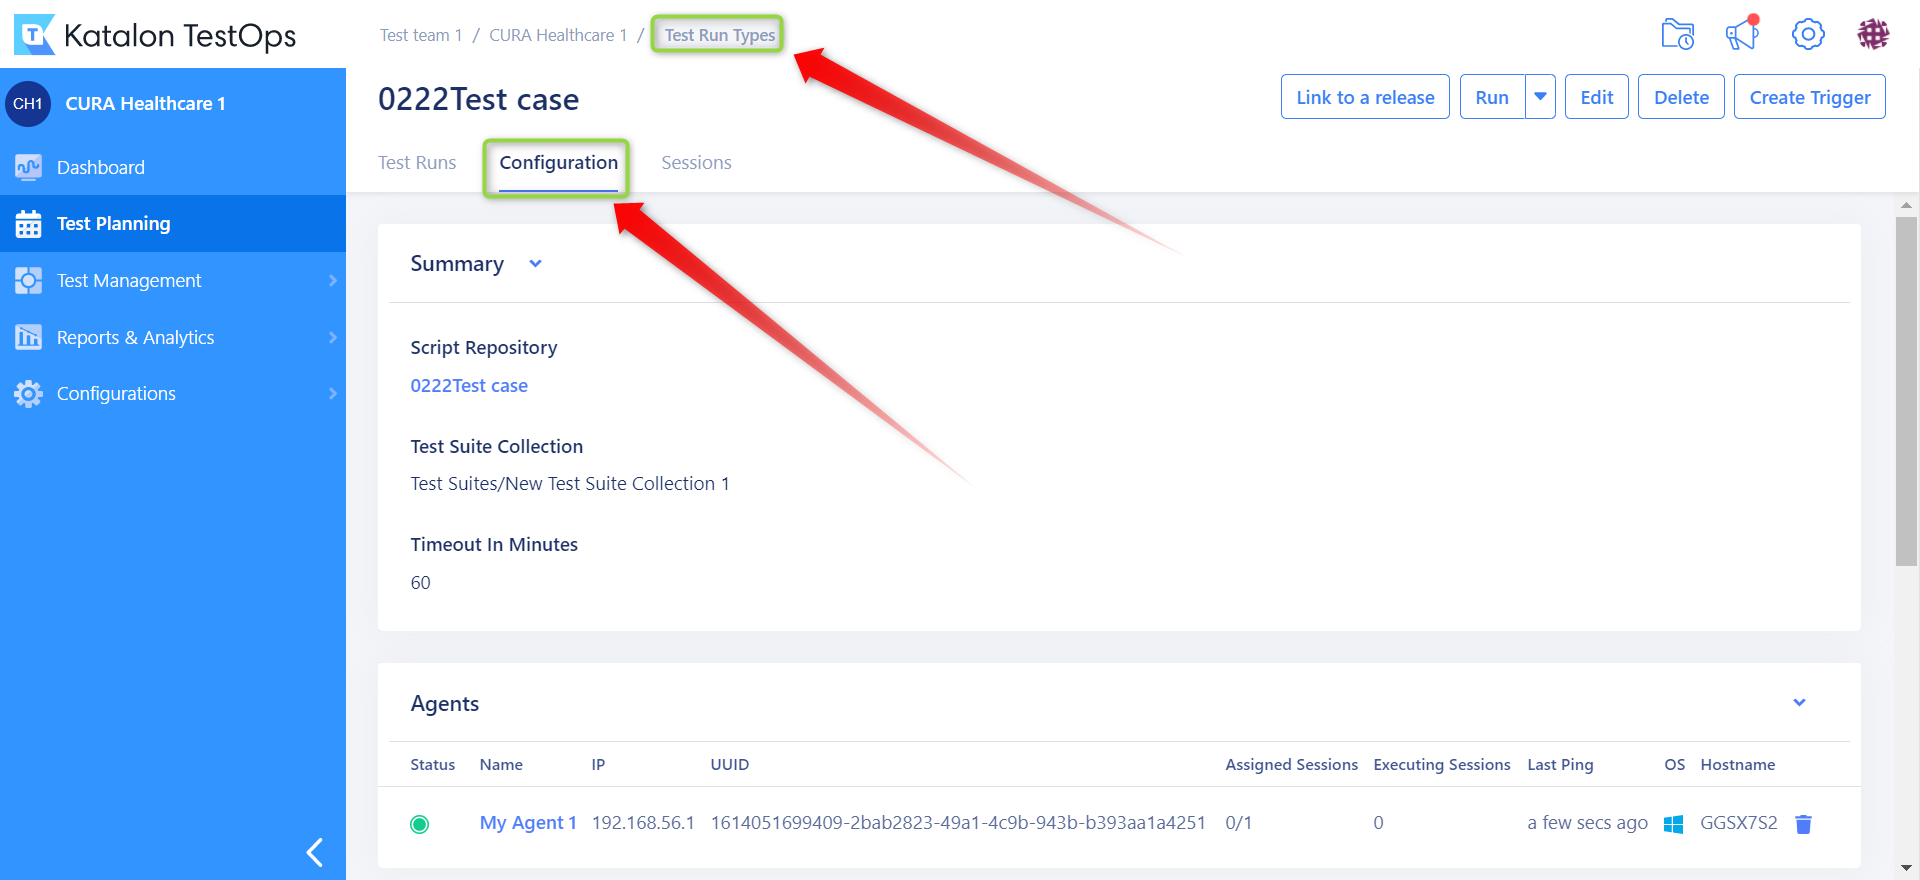 Katalon TestOps
Test team 1 / CURA Healthcare 1 / Test Run Types
CH1 CURA Healthcare 1
Dashboard
Test Planning
Test Management
Reports & Analytics
Configurations
0222Test case
Link to a release Run Edit Delete Create Trigger
Test Runs Configuration Sessions
Summary
Script Repository
0222Test case
Test Suite Collection
Test Suites/New Test Suite Collection 1
Timeout In Minutes
60
Agents
Status Name IP UUID Assigned Sessions Executing Sessions Last Ping OS Hostname
My Agent 1 192.168.56.1 1614051699409-2bab2823-49a1-4c9b-943b-b393aa1a4251 0/1 0 a few secs ago GGSX7S2